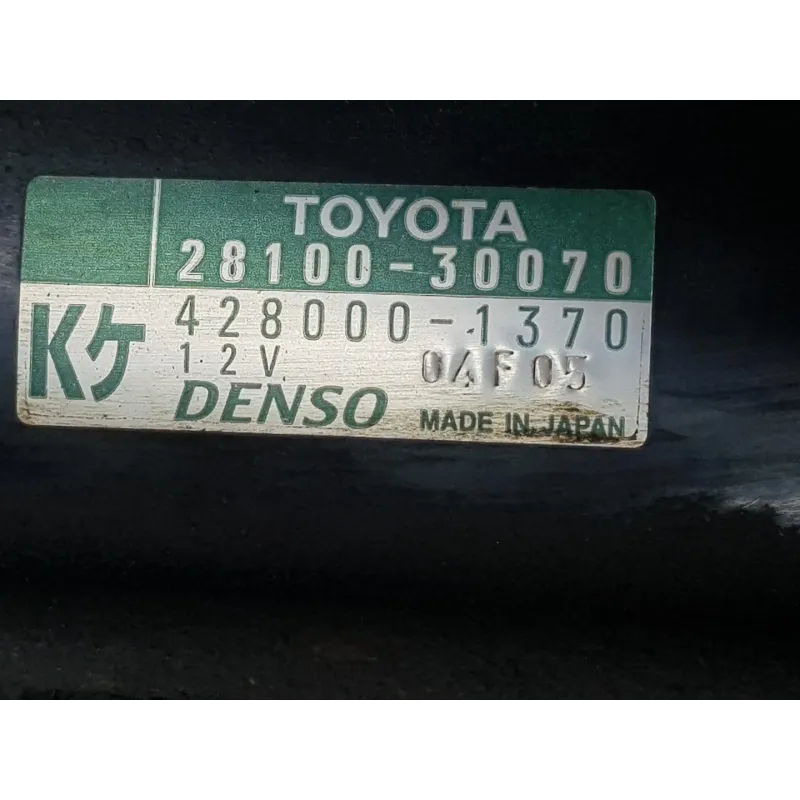 TOYOTA
28100-30070
Kケ
428000-1370
12V 04F05
DENSO MADE IN JAPAN